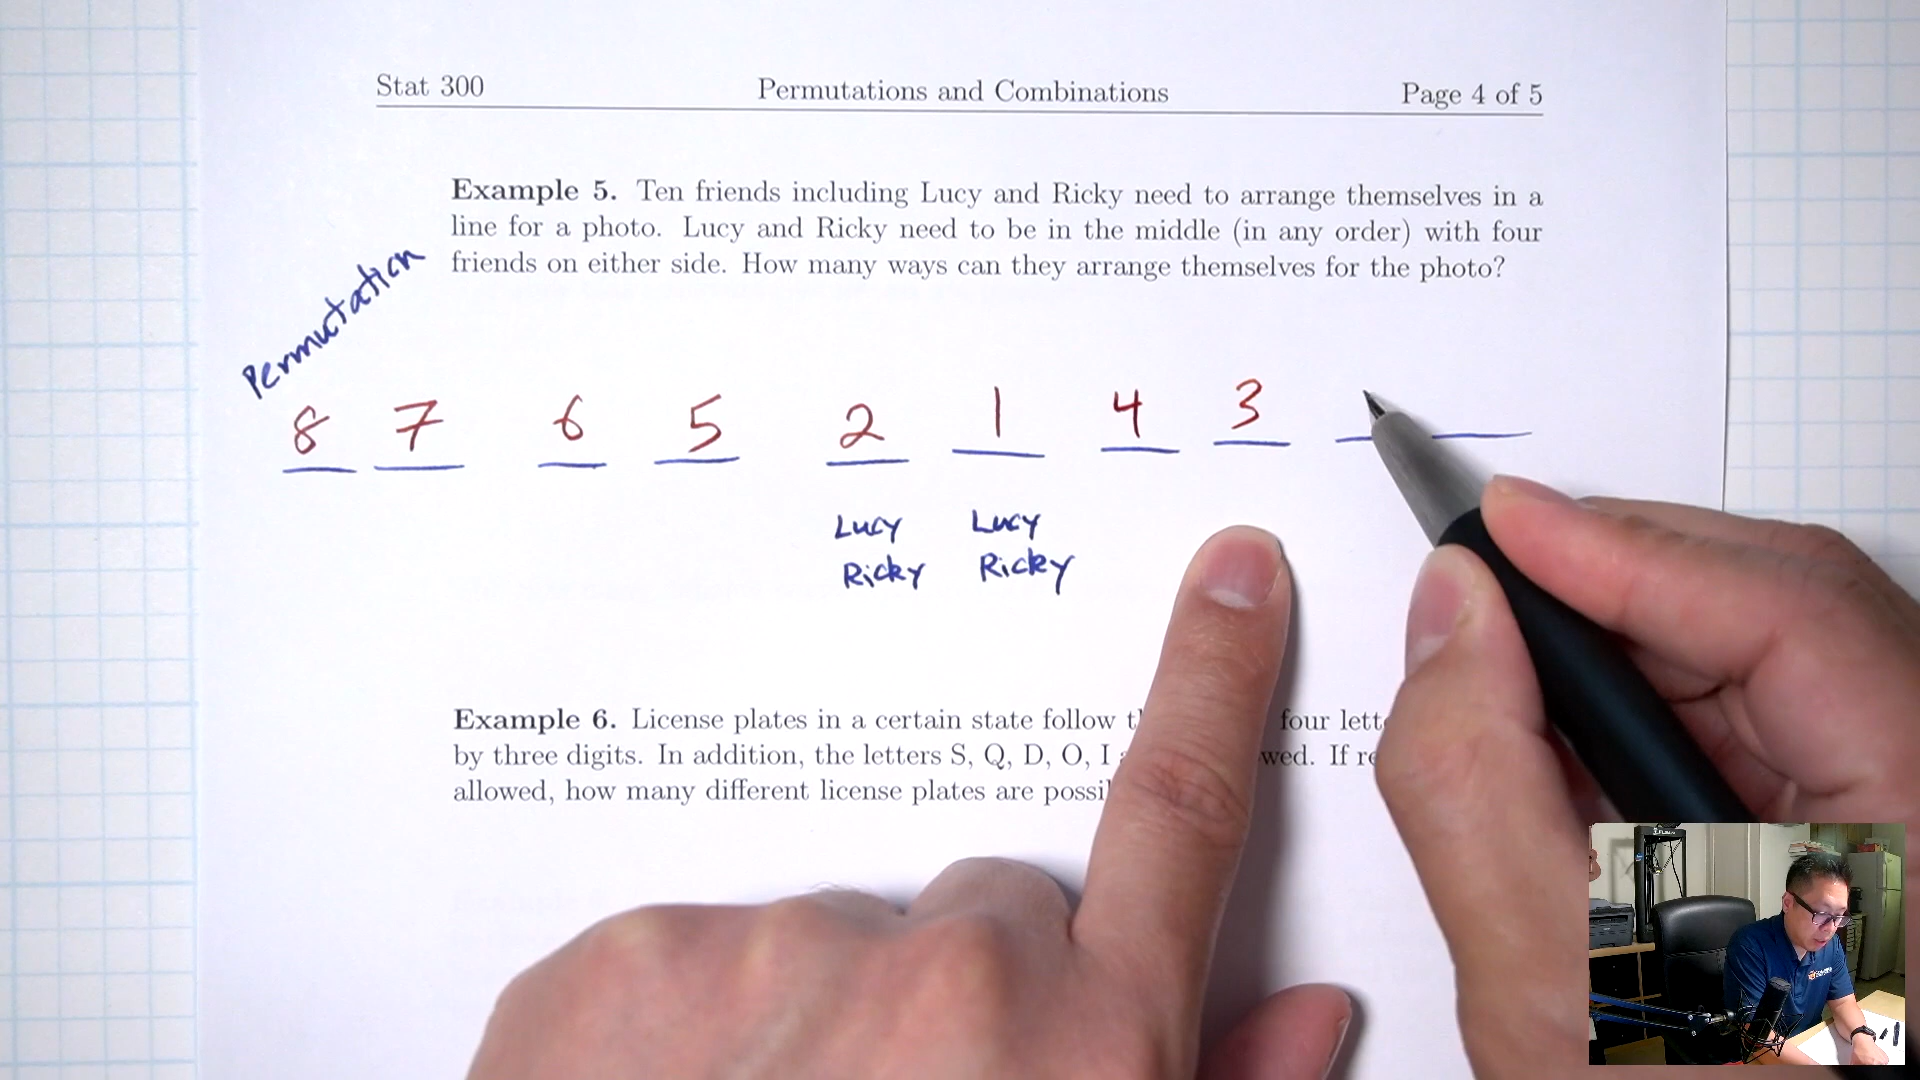 Stat 300 Permutations and Combinations Page 4 of 5
Example 5. Ten friends including Lucy and Ricky need to arrange themselves in a
line for a photo. Lucy and Ricky need to be in the middle (in any order) with four
friends on either side. How many ways can they arrange themselves for the photo?
Permutation
8 7 6 5 2 1 4 3
Lucy Lucy
Ricky Ricky
Example 6. License plates in a certain state follow four
by three digits. In addition, the letters S, Q, D, O, I If
allowed, how many different license plates are